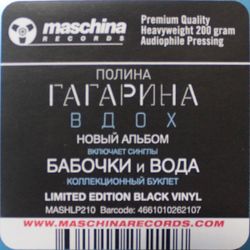 maschina
RECORDS
Premium Quality
Heavyweight 200 gram
Audiophile Pressing
ПОЛИНА
ГАГАРИНА
ВДОХ
НОВЫЙ АЛЬБОМ
ВКЛЮЧАЕТ СИНГЛЫ
БАБОЧКИ и ВОДА
КОЛЛЕКЦИОННЫЙ БУКЛЕТ
LIMITED EDITION BLACK VINYL
MASHLP210 Barcode: 4661010262107
WWW.MASCHINARECORDS.COM